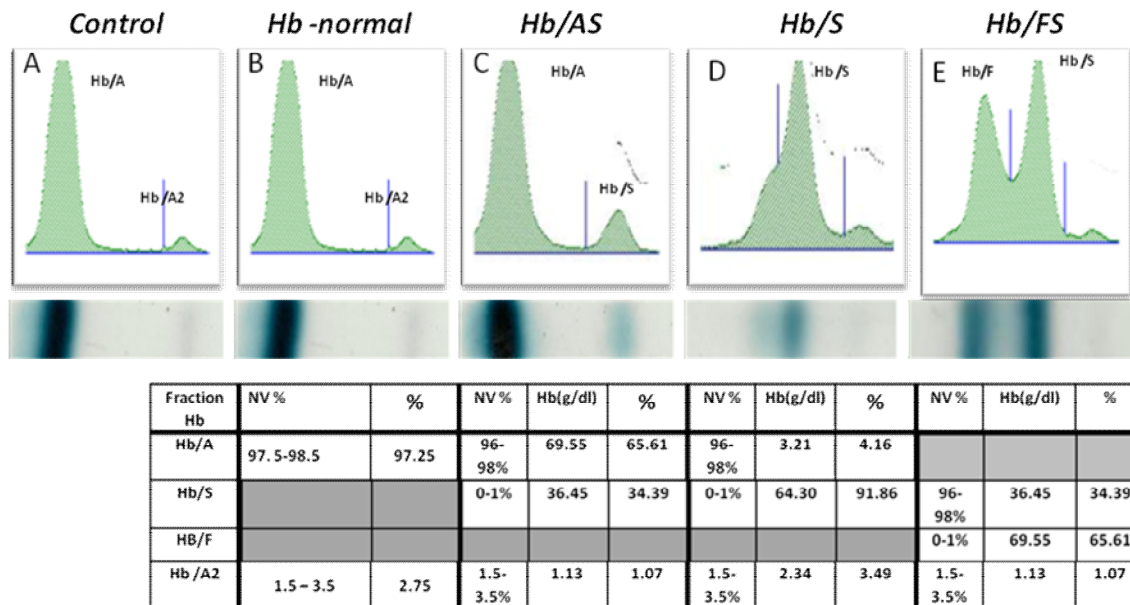 Control Hb -normal Hb/AS Hb/S Hb/FS
A Hb/A Hb/A2
B Hb/A Hb/A2
C Hb/A Hb/S
D Hb/S
E Hb/F Hb/S
Fraction Hb NV % % NV % Hb(g/dl) % NV % Hb(g/dl) % NV % Hb(g/dl) %
Hb/A 97.5-98.5 97.25 96-98% 69.55 65.61 96-98% 3.21 4.16
Hb/S 0-1% 36.45 34.39 0-1% 64.30 91.86 96-98% 36.45 34.39
HB/F 0-1% 69.55 65.61
Hb /A2 1.5 – 3.5 2.75 1.5-3.5% 1.13 1.07 1.5-3.5% 2.34 3.49 1.5-3.5% 1.13 1.07